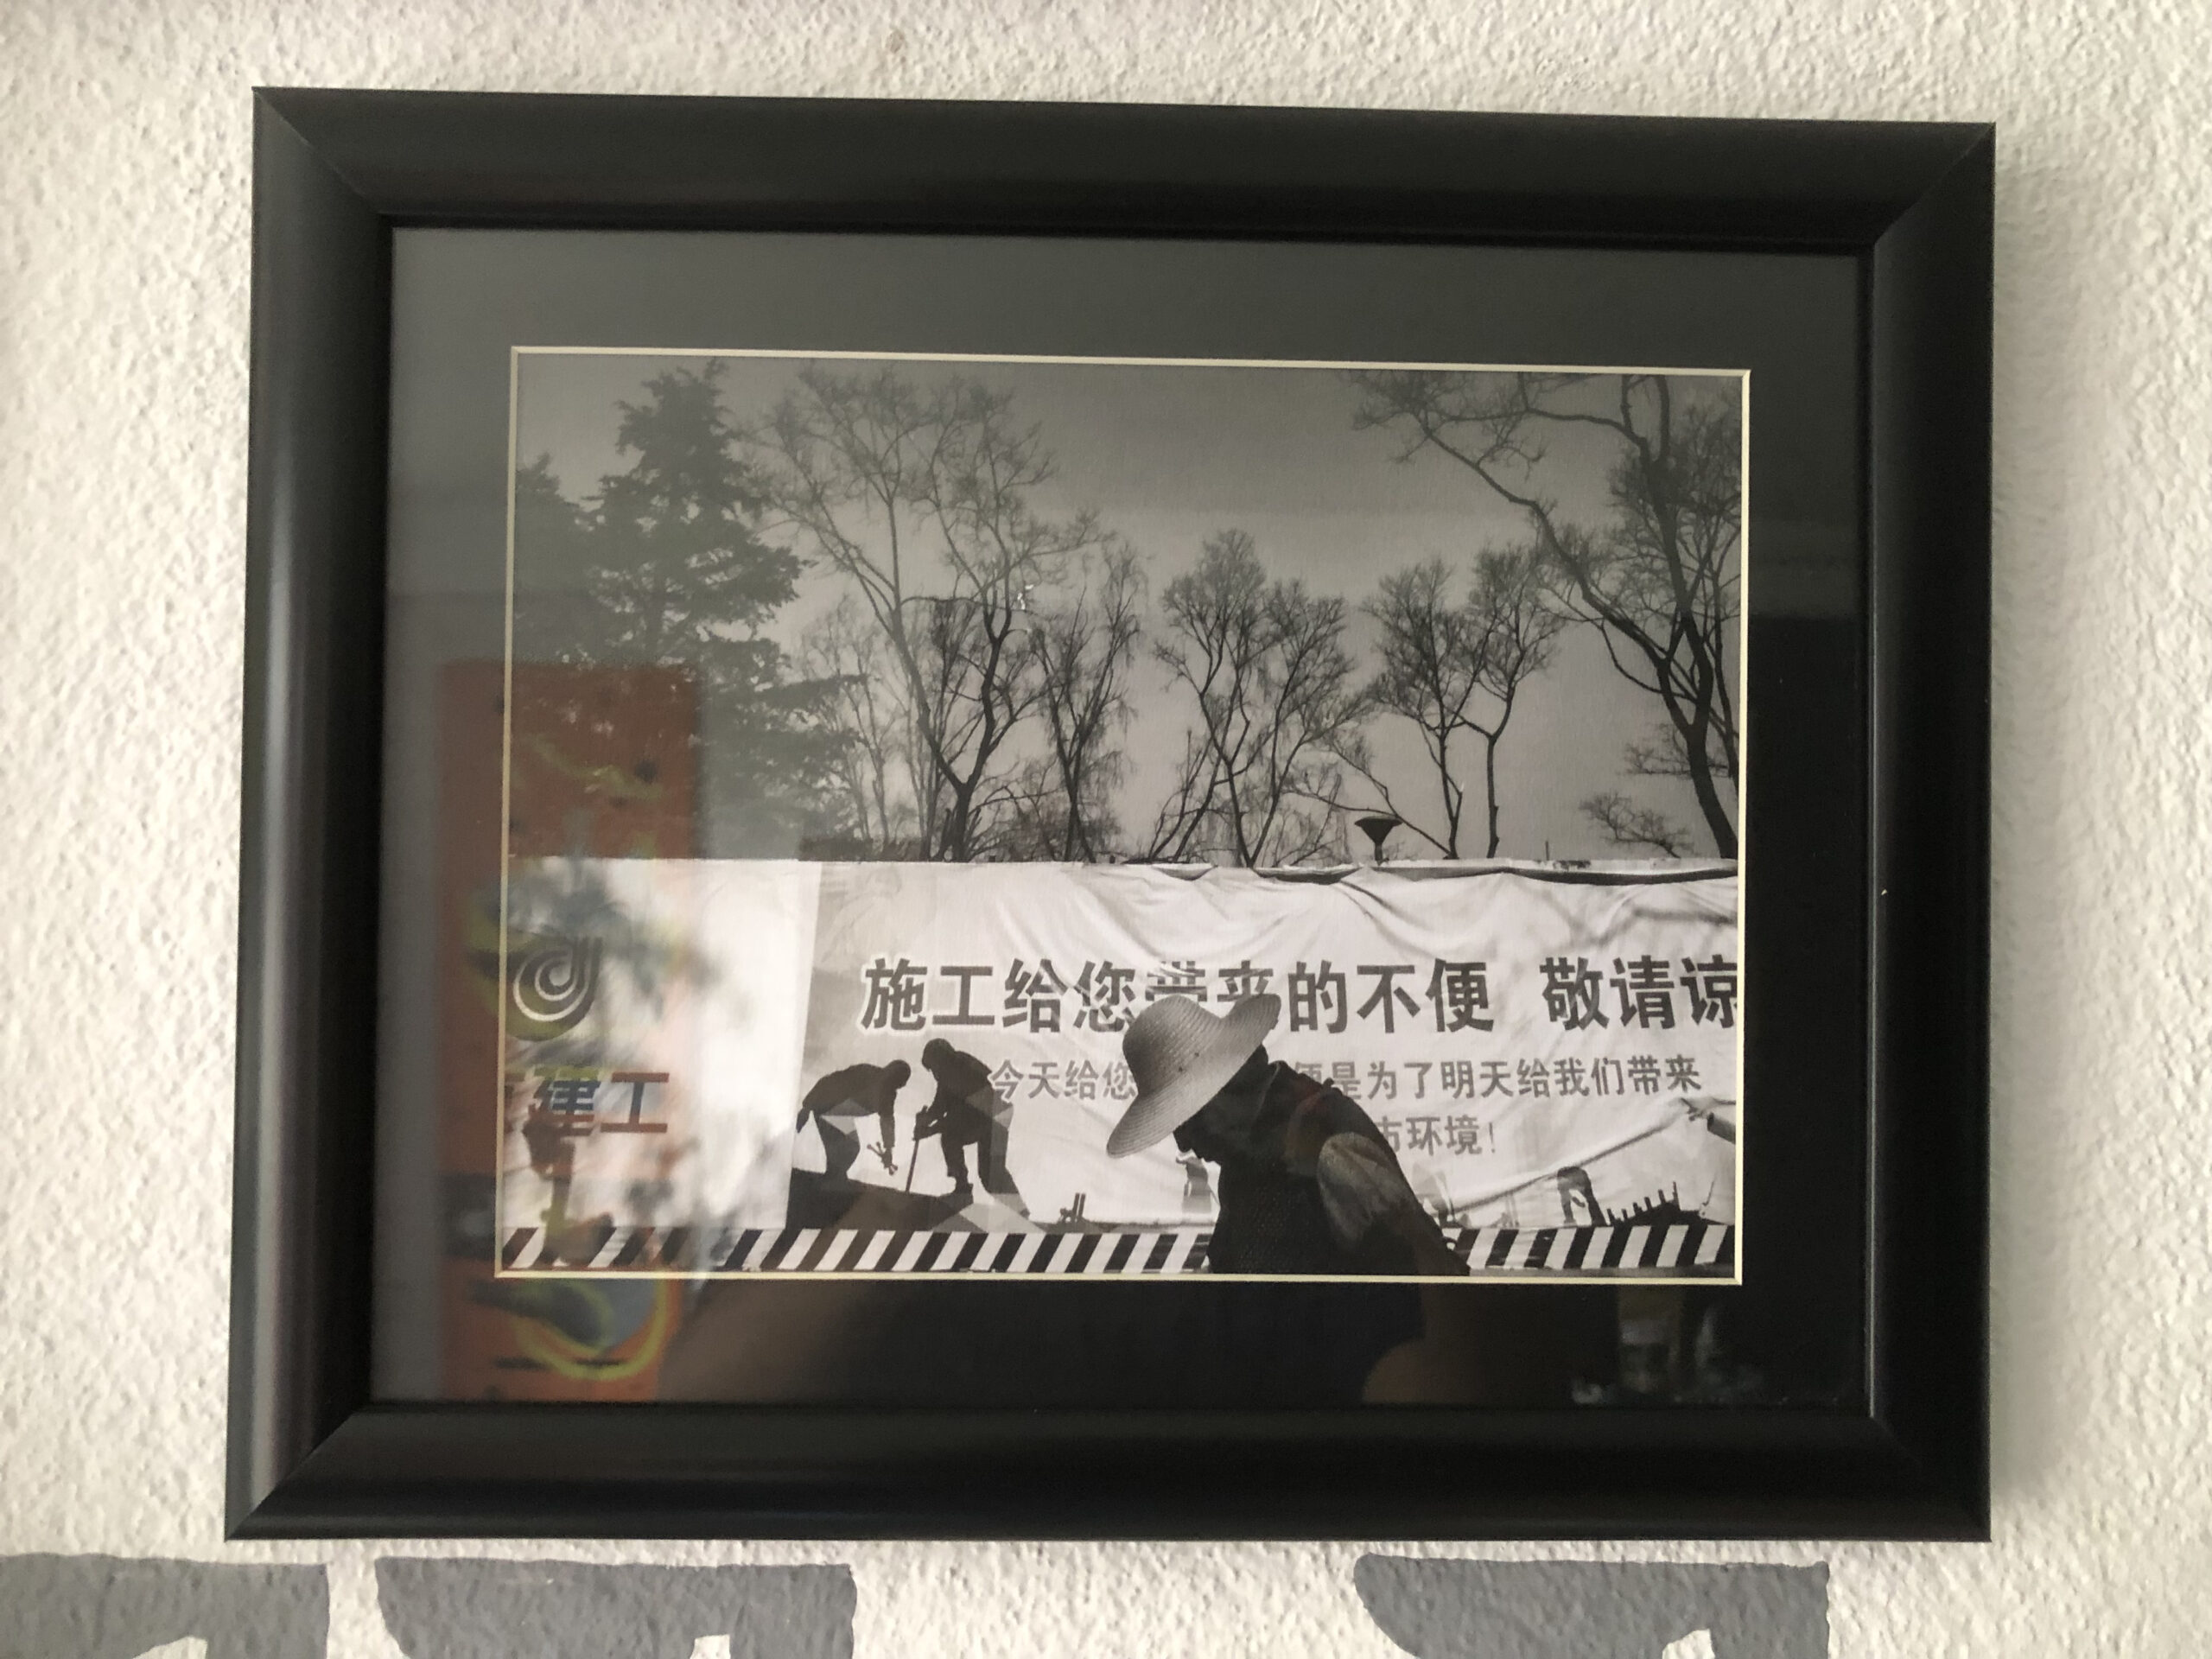 施工给您带来的不便 敬请谅
今天给您 便是为了明天给我们带来
市环境!
建工